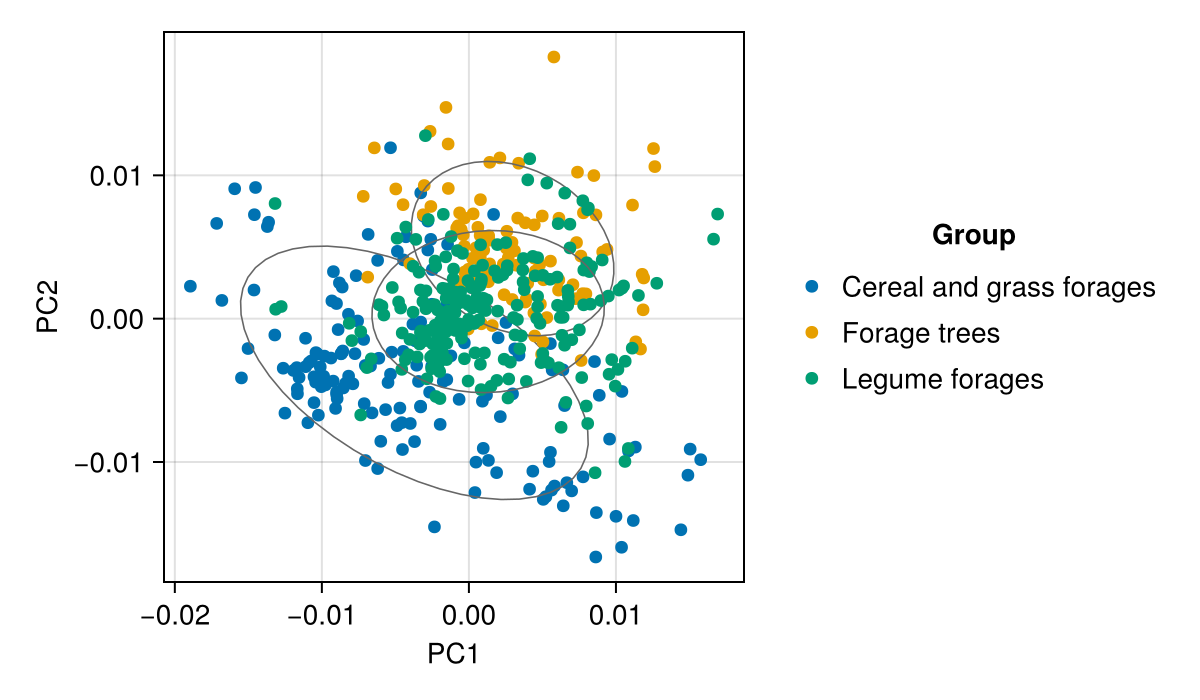 0.01
0.00
−0.01
PC2
−0.02
−0.01
0.00
0.01
PC1
Group
Cereal and grass forages
Forage trees
Legume forages